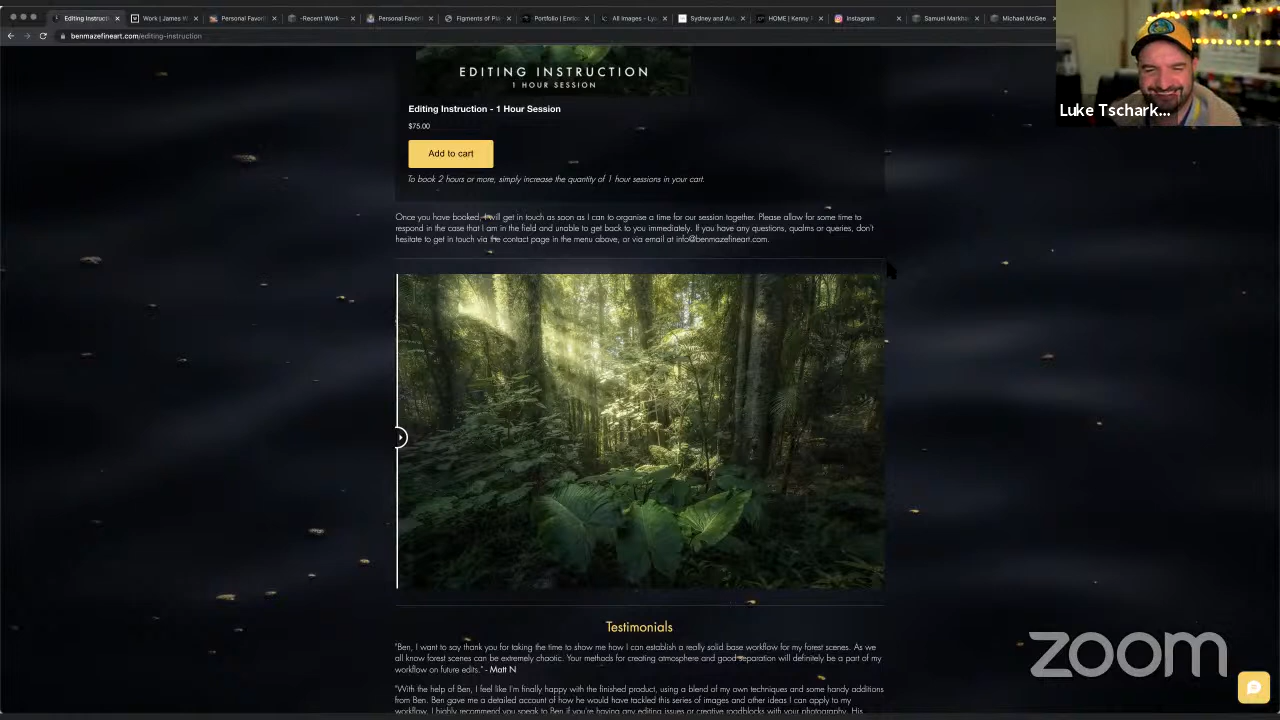 Editing Instructi
Work | James W
Personal Favori
-Recent Work -
Personal Favori
Figments of Pla
Portfolio | Enric
All Images – Lys
Sydney and Au
HOME | Kenny
Instagram
Samuel Markha
Michael McGee
benmazefineart.com/editing-instruction
Luke Tschark...
EDITING INSTRUCTION
1 HOUR SESSION
Editing Instruction - 1 Hour Session
$75.00
Add to cart
To book 2 hours or more, simply increase the quantity of 1 hour sessions in your cart.
Once you have booked, I will get in touch as soon as I can to organise a time for our session together. Please allow for some time to
respond in the case that I am in the field and unable to get back to you immediately. If you have any questions, qualms or queries, don't
hesitate to get in touch via the contact page in the menu above, or via email at info@benmazefineart.com.
Testimonials
"Ben, I want to say thank you for taking the time to show me how I can establish a really solid base workflow for my forest scenes. As we
all know forest scenes can be extremely chaotic. Your methods for creating atmosphere and good separation will definitely be a part of my
workflow on future edits." - Matt N
"With the help of Ben, I feel like I'm finally happy with the finished product, using a blend of my own techniques and some handy additions
from Ben. Ben gave me a detailed account of how he would have tackled this series of images and other ideas I can apply to my
workflow. I highly recommend you speak to Ben if you're having any editing issues or creative roadblocks with your photography. His
zoom